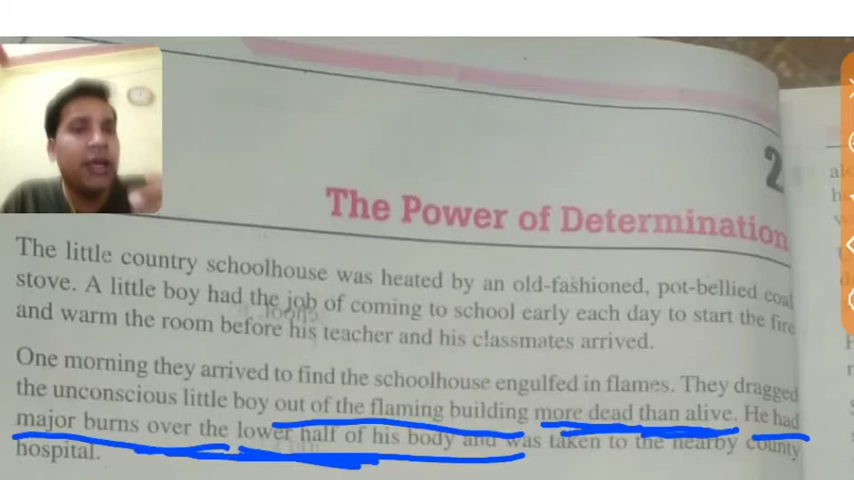 2
The Power of Determination
The little country schoolhouse was heated by an old-fashioned, pot-bellied coal
stove. A little boy had the job of coming to school early each day to start the fire
and warm the room before his teacher and his classmates arrived.
One morning they arrived to find the schoolhouse engulfed in flames. They dragged
the unconscious little boy out of the flaming building more dead than alive. He had
major burns over the lower half of his body and was taken to the nearby county
hospital.